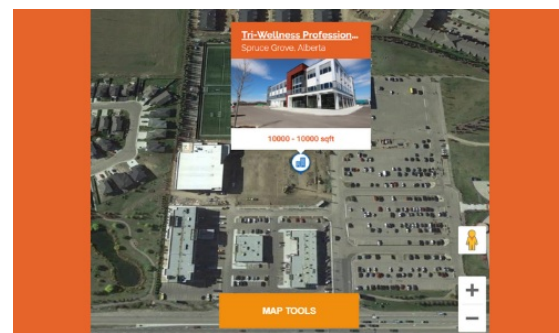 Tri-Wellness Profession...
Spruce Grove, Alberta
10000 - 10000 sqft
MAP TOOLS
+
−